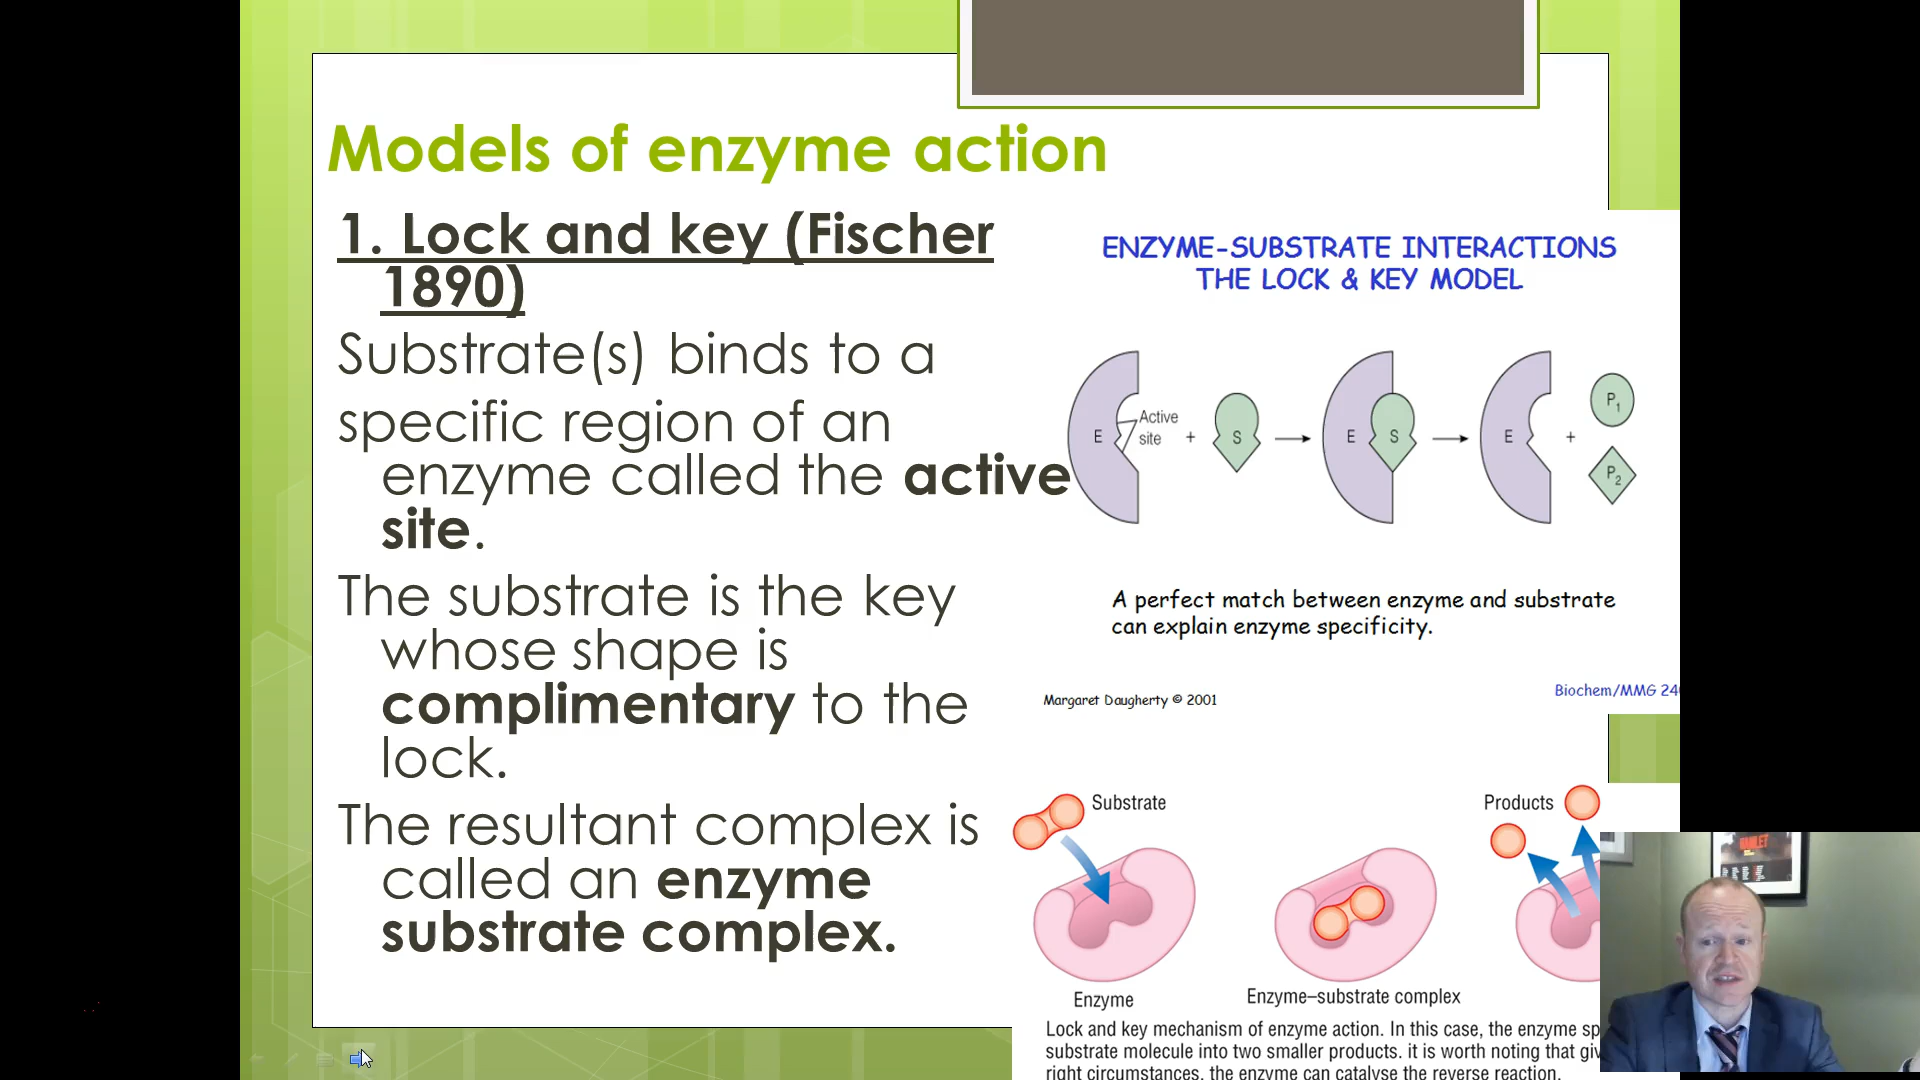 Models of enzyme action
1. Lock and key (Fischer
1890)
Substrate(s) binds to a
specific region of an
enzyme called the active
site.
The substrate is the key
whose shape is
complimentary to the
lock.
The resultant complex is
called an enzyme
substrate complex.
ENZYME-SUBSTRATE INTERACTIONS
THE LOCK & KEY MODEL
E
Active
site
+
S
E
S
E
+
P1
P2
A perfect match between enzyme and substrate
can explain enzyme specificity.
Margaret Daugherty © 2001
Biochem/MMG 24
Substrate
Products
Enzyme
Enzyme–substrate complex
Lock and key mechanism of enzyme action. In this case, the enzyme sp
substrate molecule into two smaller products. it is worth noting that giv
right circumstances, the enzyme can catalyse the reverse reaction.
HAMLET